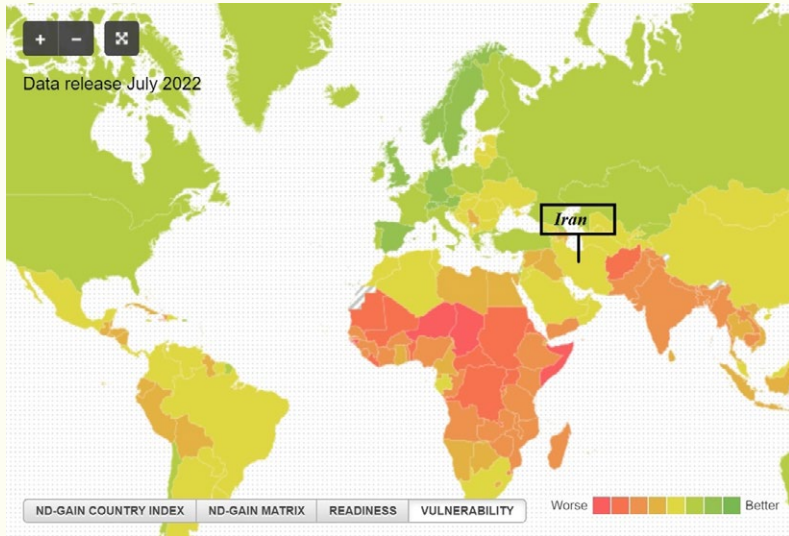 + −
Data release July 2022
Iran
ND-GAIN COUNTRY INDEX ND-GAIN MATRIX READINESS VULNERABILITY
Worse Better